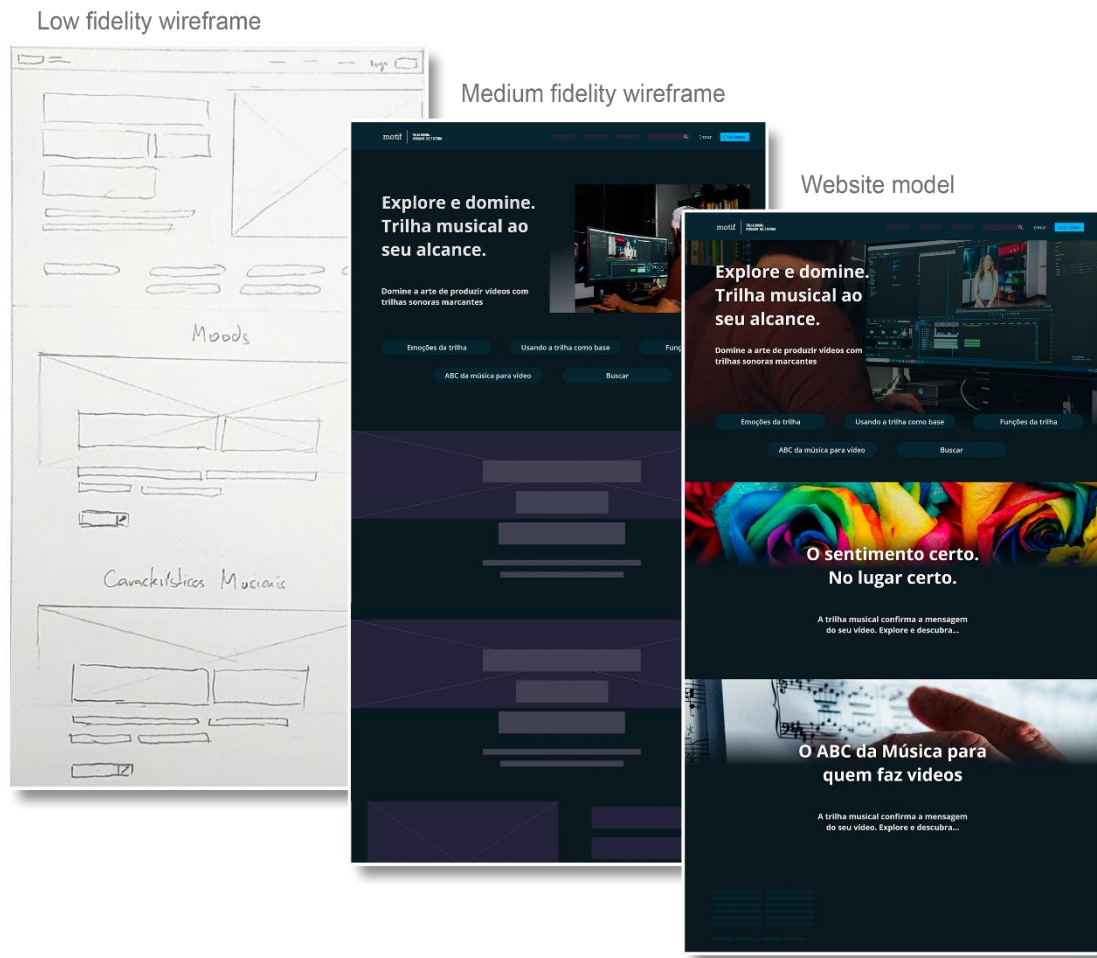 Low fidelity wireframe
logo
Moods
Características Musicais
Medium fidelity wireframe
motif
Entrar
Explore e domine.
Trilha musical ao
seu alcance.
Domine a arte de produzir vídeos com
trilhas sonoras marcantes
Emoções da trilha
Usando a trilha como base
Funç
ABC da música para vídeo
Buscar
Website model
motif
Entrar
Explore e domine.
Trilha musical ao
seu alcance.
Domine a arte de produzir vídeos com
trilhas sonoras marcantes
Emoções da trilha
Usando a trilha como base
Funções da trilha
ABC da música para vídeo
Buscar
O sentimento certo.
No lugar certo.
A trilha musical confirma a mensagem
do seu vídeo. Explore e descubra...
O ABC da Música para
quem faz vídeos
A trilha musical confirma a mensagem
do seu vídeo. Explore e descubra...